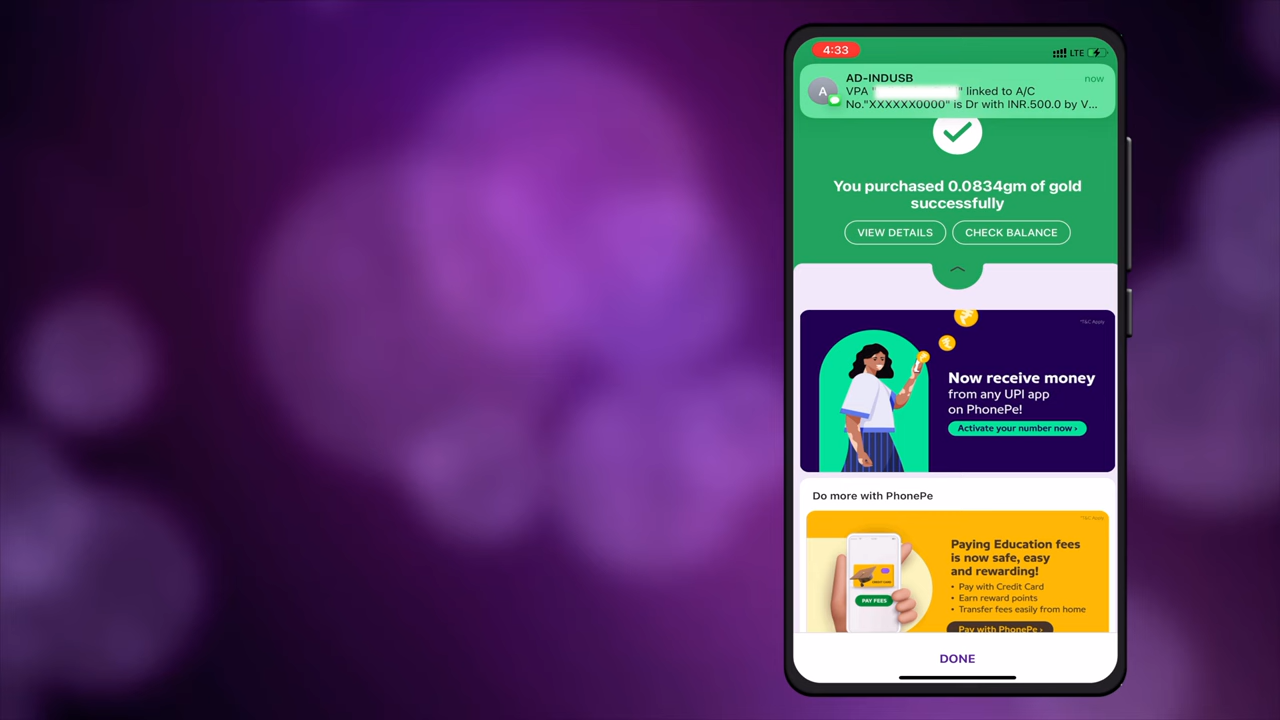 4:33
LTE
AD-INDUSB
now
A
VPA "
" linked to A/C
No."XXXXXX0000" is Dr with INR.500.0 by V...
You purchased 0.0834gm of gold
successfully
VIEW DETAILS
CHECK BALANCE
*T&C Apply
Now receive money
from any UPI app
on PhonePe!
Activate your number now ›
Do more with PhonePe
*T&C Apply
Paying Education fees
is now safe, easy
and rewarding!
• Pay with Credit Card
• Earn reward points
• Transfer fees easily from home
CREDIT CARD
PAY FEES
Pay with PhonePe ›
DONE